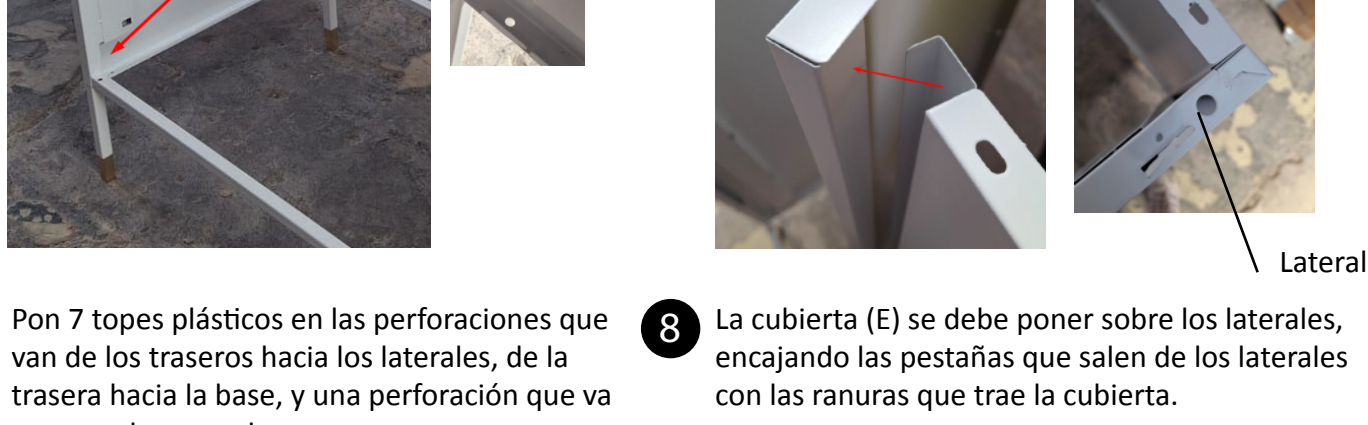 Lateral
Pon 7 topes plásticos en las perforaciones que
van de los traseros hacia los laterales, de la
trasera hacia la base, y una perforación que va
8
La cubierta (E) se debe poner sobre los laterales,
encajando las pestañas que salen de los laterales
con las ranuras que trae la cubierta.